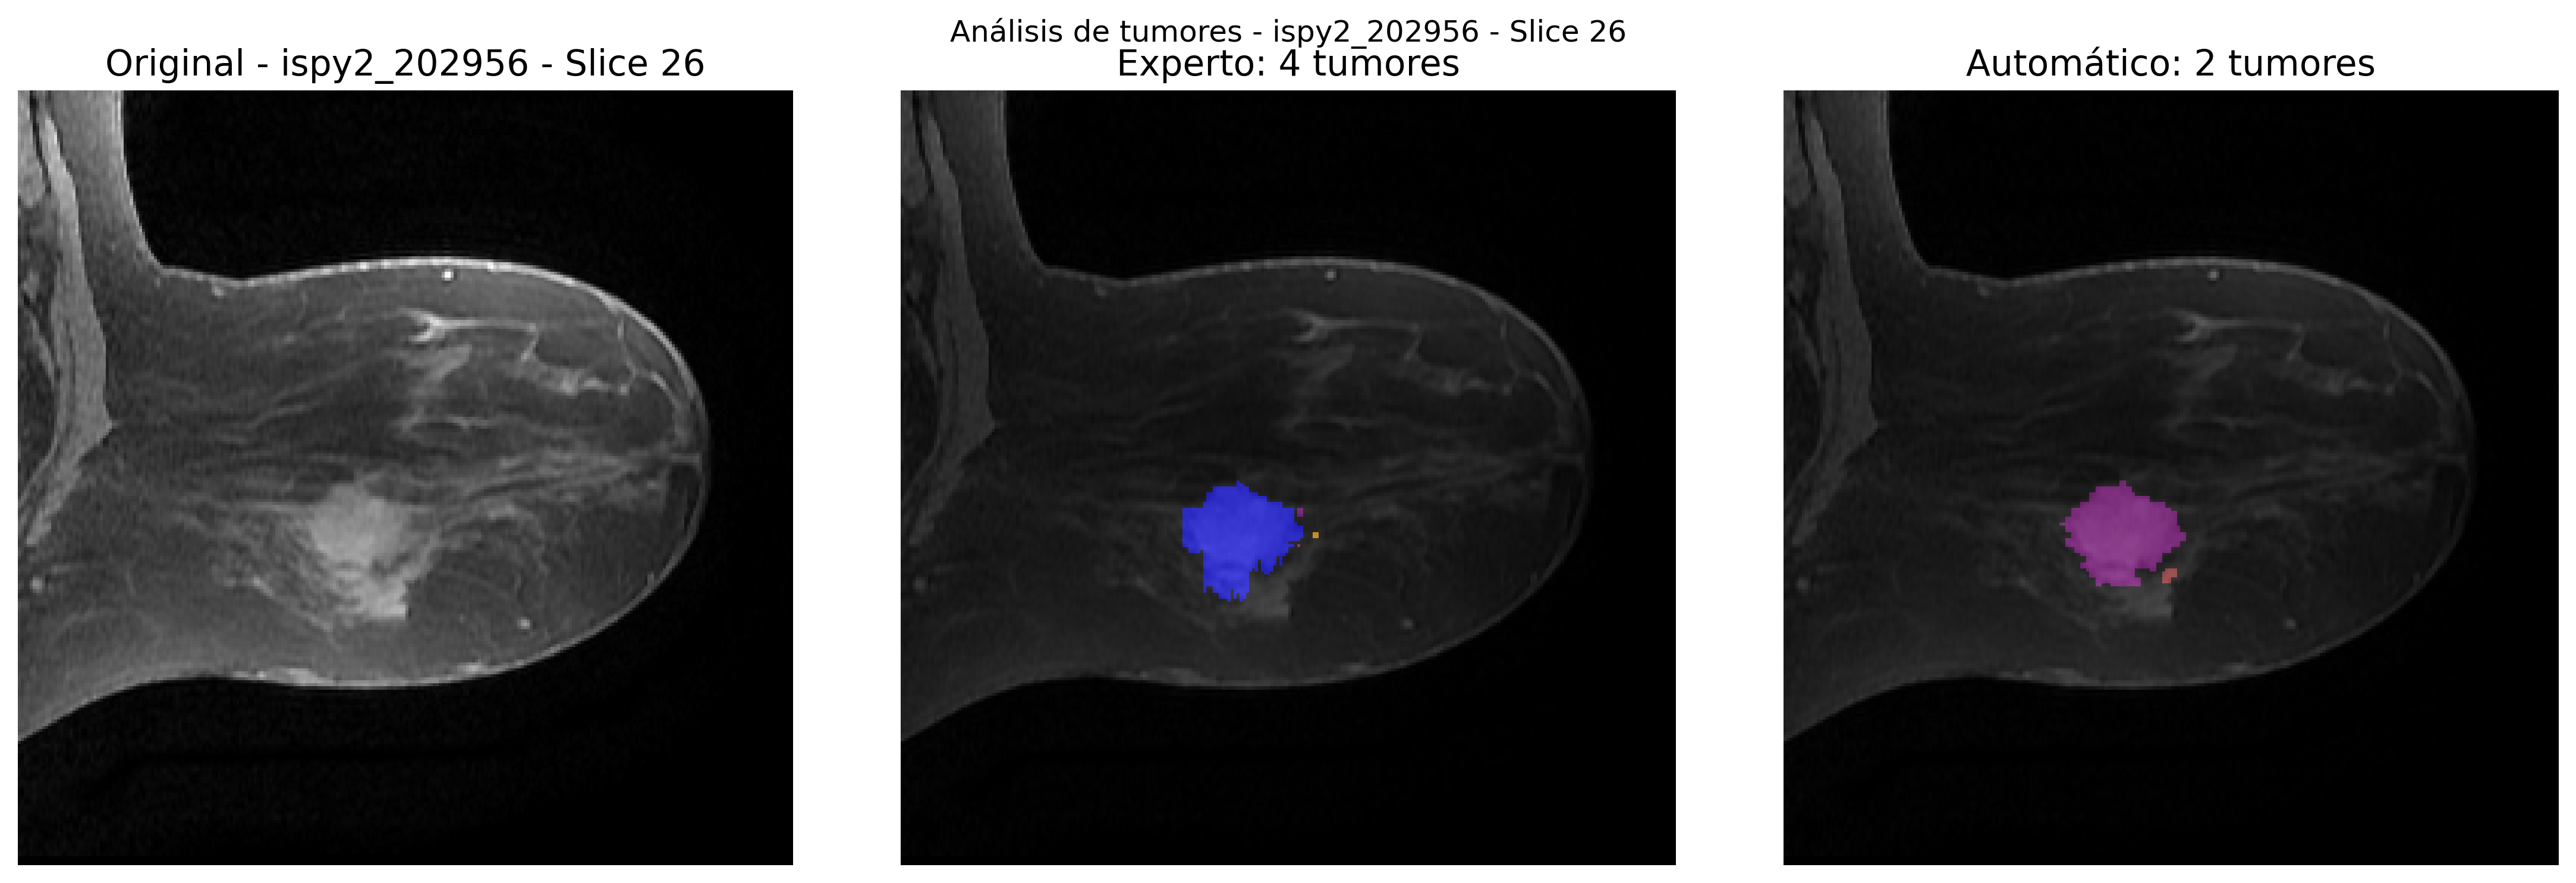 Análisis de tumores - ispy2_202956 - Slice 26
Original - ispy2_202956 - Slice 26
Experto: 4 tumores
Automático: 2 tumores